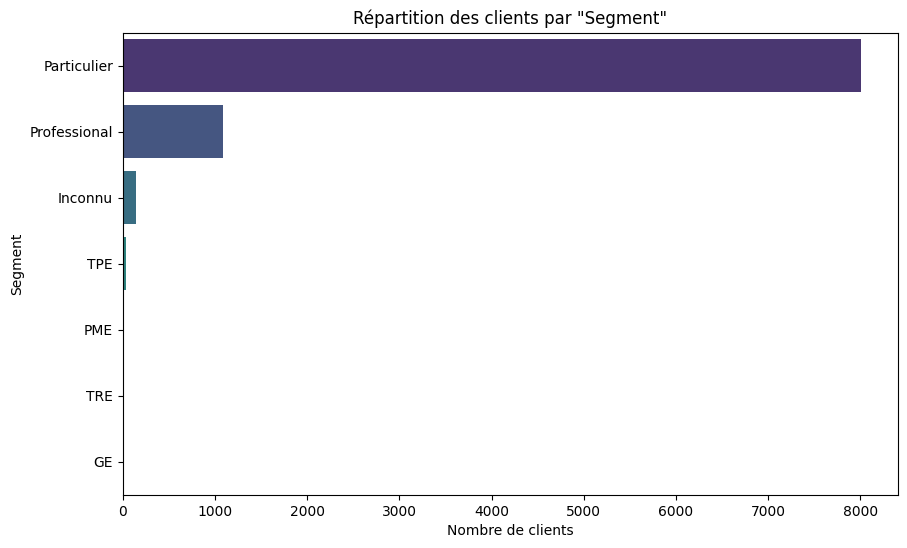 Répartition des clients par "Segment"
Segment
Particulier
Professional
Inconnu
TPE
PME
TRE
GE
0 1000 2000 3000 4000 5000 6000 7000 8000
Nombre de clients